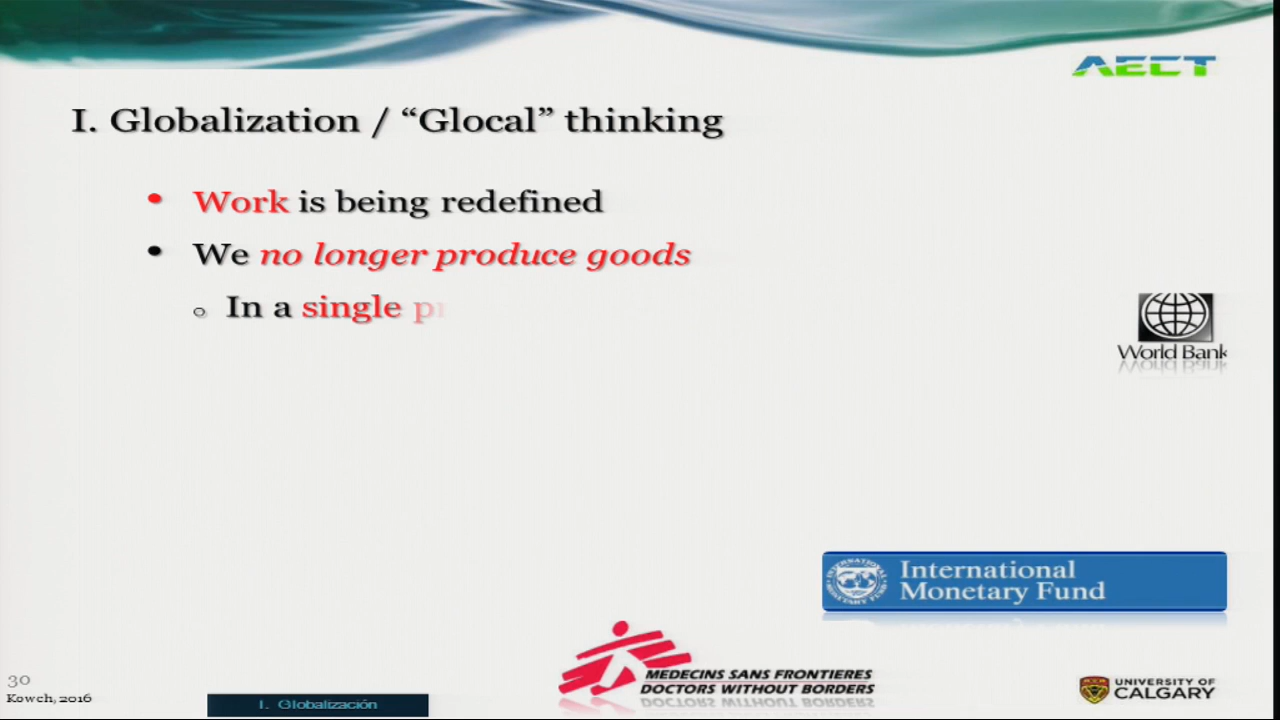 AECT
I. Globalization / “Glocal” thinking
• Work is being redefined
• We no longer produce goods
o In a single
World Bank
International
Monetary Fund
MEDECINS SANS FRONTIERES
DOCTORS WITHOUT BORDERS
UNIVERSITY OF
CALGARY
30
Kowch, 2016
I. Globalización